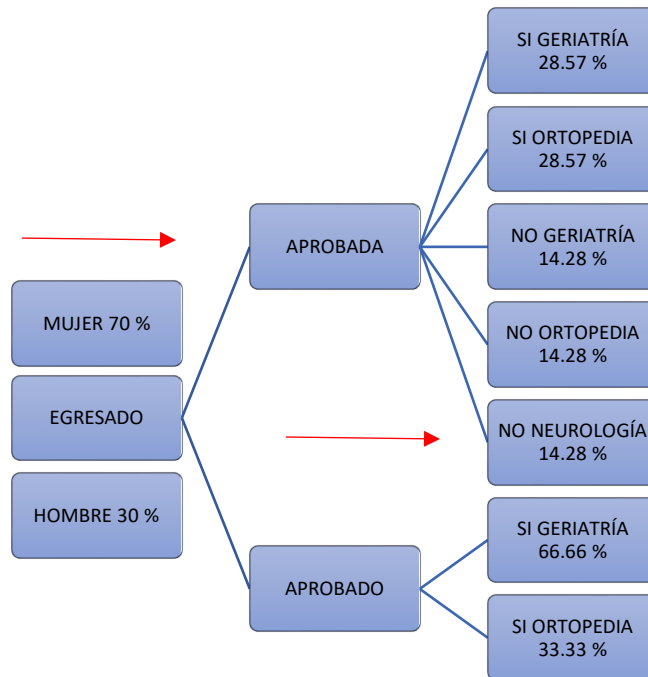 MUJER 70 %
EGRESADO
HOMBRE 30 %
APROBADA
APROBADO
SI GERIATRÍA
28.57 %
SI ORTOPEDIA
28.57 %
NO GERIATRÍA
14.28 %
NO ORTOPEDIA
14.28 %
NO NEUROLOGÍA
14.28 %
SI GERIATRÍA
66.66 %
SI ORTOPEDIA
33.33 %